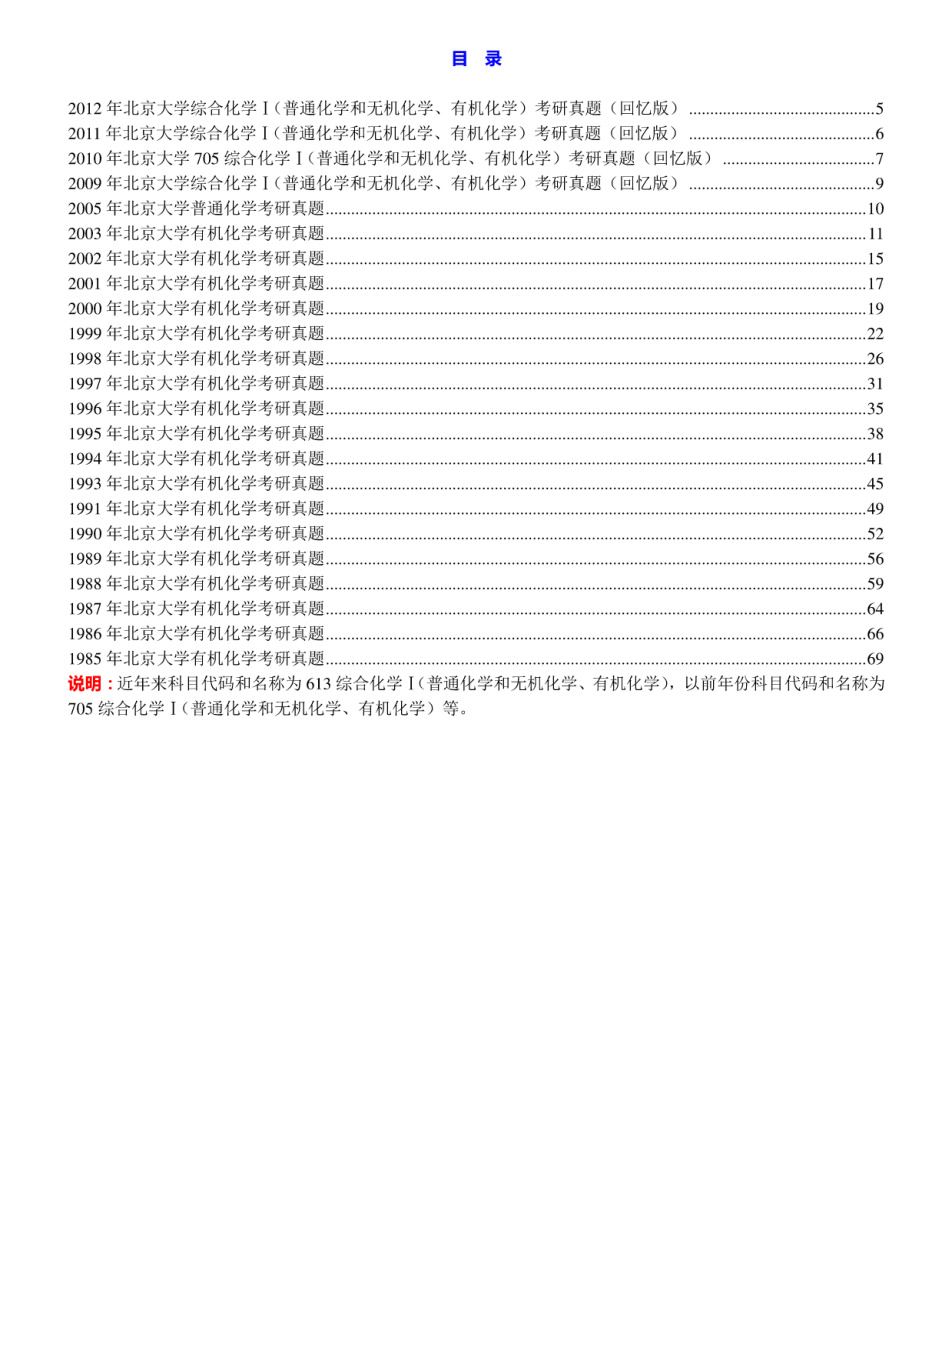 目 录
2012 年北京大学综合化学Ⅰ（普通化学和无机化学、有机化学）考研真题（回忆版） ............................................5
2011 年北京大学综合化学Ⅰ（普通化学和无机化学、有机化学）考研真题（回忆版） ............................................6
2010 年北京大学 705 综合化学Ⅰ（普通化学和无机化学、有机化学）考研真题（回忆版） ....................................7
2009 年北京大学综合化学Ⅰ（普通化学和无机化学、有机化学）考研真题（回忆版） ............................................9
2005 年北京大学普通化学考研真题................................................................................................................................10
2003 年北京大学有机化学考研真题................................................................................................................................11
2002 年北京大学有机化学考研真题................................................................................................................................15
2001 年北京大学有机化学考研真题................................................................................................................................17
2000 年北京大学有机化学考研真题................................................................................................................................19
1999 年北京大学有机化学考研真题................................................................................................................................22
1998 年北京大学有机化学考研真题................................................................................................................................26
1997 年北京大学有机化学考研真题................................................................................................................................31
1996 年北京大学有机化学考研真题................................................................................................................................35
1995 年北京大学有机化学考研真题................................................................................................................................38
1994 年北京大学有机化学考研真题................................................................................................................................41
1993 年北京大学有机化学考研真题................................................................................................................................45
1991 年北京大学有机化学考研真题................................................................................................................................49
1990 年北京大学有机化学考研真题................................................................................................................................52
1989 年北京大学有机化学考研真题................................................................................................................................56
1988 年北京大学有机化学考研真题................................................................................................................................59
1987 年北京大学有机化学考研真题................................................................................................................................64
1986 年北京大学有机化学考研真题................................................................................................................................66
1985 年北京大学有机化学考研真题................................................................................................................................69
说明：近年来科目代码和名称为 613 综合化学Ⅰ（普通化学和无机化学、有机化学），以前年份科目代码和名称为
705 综合化学Ⅰ（普通化学和无机化学、有机化学）等。